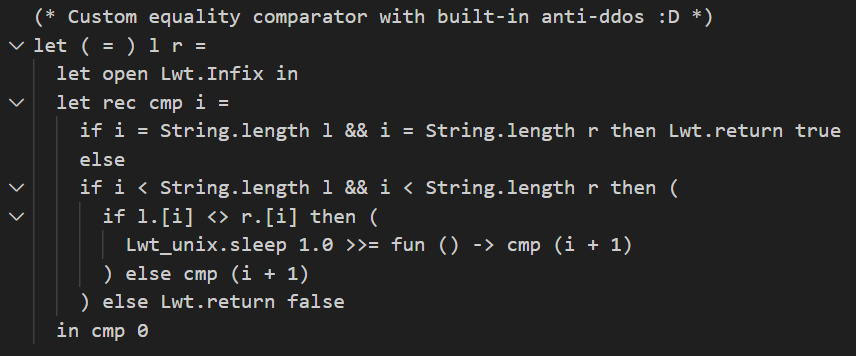 (* Custom equality comparator with built-in anti-ddos :D *)
let ( = ) l r =
  let open Lwt.Infix in
  let rec cmp i =
    if i = String.length l && i = String.length r then Lwt.return true
    else
    if i < String.length l && i < String.length r then (
      if l.[i] <> r.[i] then (
        Lwt_unix.sleep 1.0 >>= fun () -> cmp (i + 1)
      ) else cmp (i + 1)
    ) else Lwt.return false
  in cmp 0